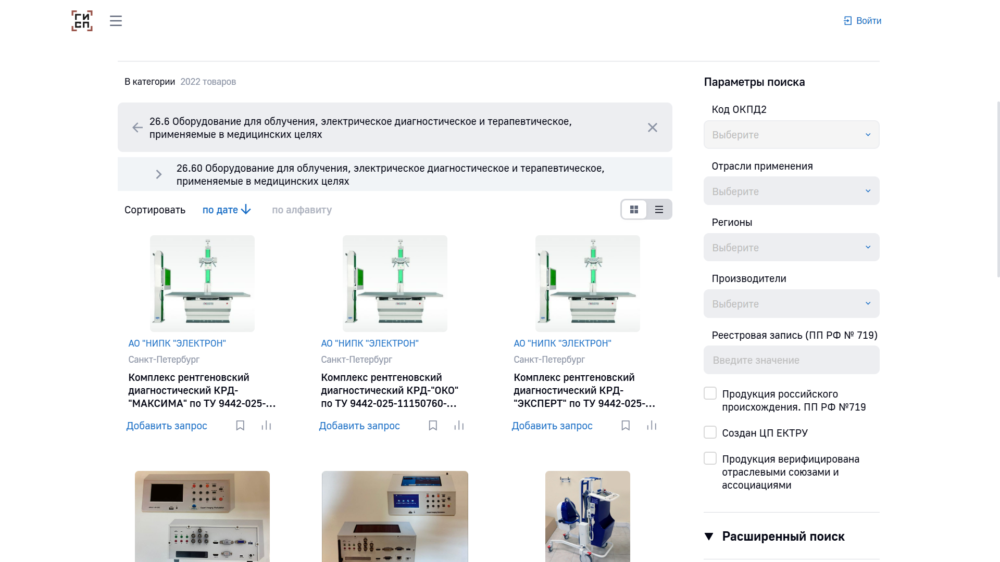 ГИ
СП
Войти
В категории 2022 товаров
26.6 Оборудование для облучения, электрическое диагностическое и терапевтическое,
применяемые в медицинских целях
26.60 Оборудование для облучения, электрическое диагностическое и терапевтическое,
применяемые в медицинских целях
Сортировать по дате по алфавиту
АО "НИПК "ЭЛЕКТРОН"
Санкт-Петербург
Комплекс рентгеновский
диагностический КРД-
"МАКСИМА" по ТУ 9442-025-...
Добавить запрос
АО "НИПК "ЭЛЕКТРОН"
Санкт-Петербург
Комплекс рентгеновский
диагностический КРД-"ОКО"
по ТУ 9442-025-11150760-...
Добавить запрос
АО "НИПК "ЭЛЕКТРОН"
Санкт-Петербург
Комплекс рентгеновский
диагностический КРД-
"ЭКСПЕРТ" по ТУ 9442-025-...
Добавить запрос
Параметры поиска
Код ОКПД2
Выберите
Отрасли применения
Выберите
Регионы
Выберите
Производители
Выберите
Реестровая запись (ПП РФ № 719)
Введите значение
Продукция российского
происхождения. ПП РФ №719
Создан ЦП ЕКТРУ
Продукция верифицирована
отраслевыми союзами и
ассоциациями
Расширенный поиск